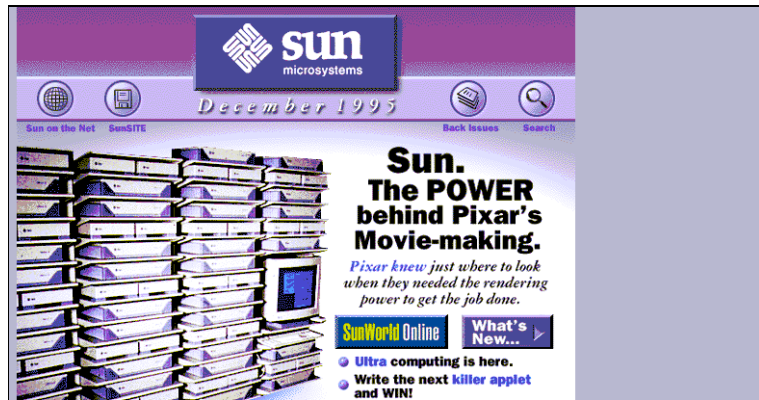 sun
microsystems
December 1995
Sun on the Net SunSITE Back Issues Search
Sun.
The POWER
behind Pixar's
Movie-making.
Pixar knew just where to look
when they needed the rendering
power to get the job done.
SunWorld Online
What's
New...
Ultra computing is here.
Write the next killer applet
and WIN!